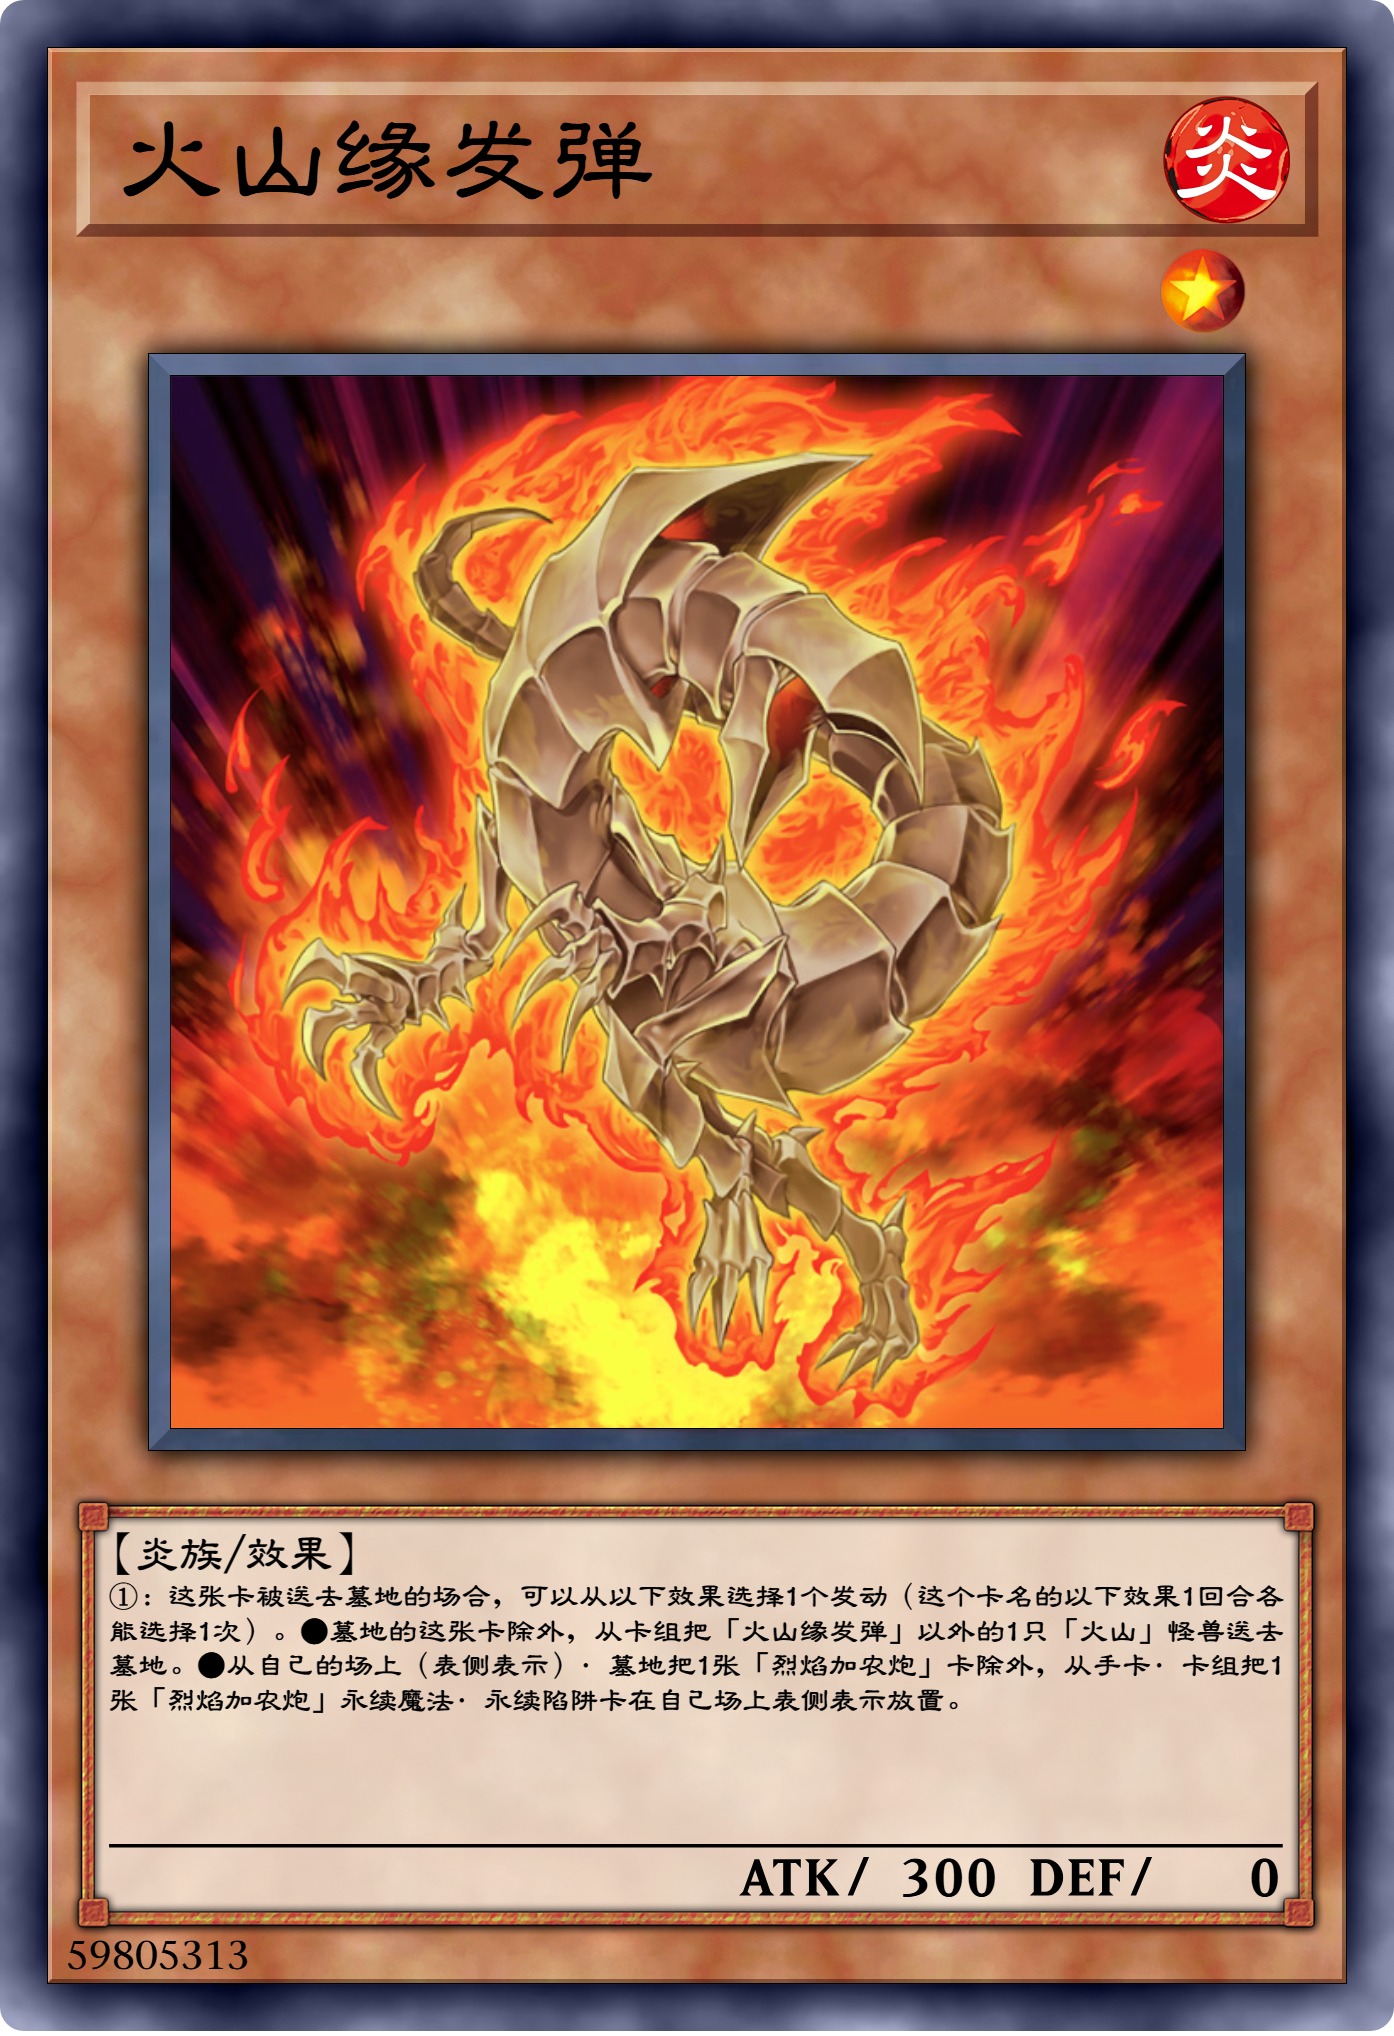 火山缘发弹
炎
【炎族/效果】
①：这张卡被送去墓地的场合，可以从以下效果选择1个发动（这个卡名的以下效果1回合各
能选择1次）。●墓地的这张卡除外，从卡组把「火山缘发弹」以外的1只「火山」怪兽送去
墓地。●从自己的场上（表侧表示）·墓地把1张「烈焰加农炮」卡除外，从手卡·卡组把1
张「烈焰加农炮」永续魔法·永续陷阱卡在自己场上表侧表示放置。
ATK/ 300 DEF/ 0
59805313